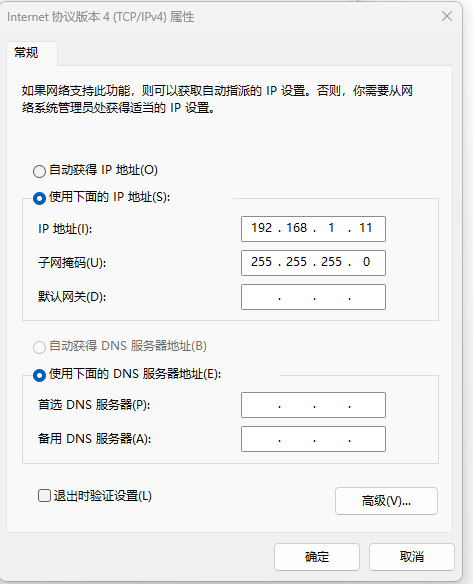 Internet 协议版本 4 (TCP/IPv4) 属性
常规
如果网络支持此功能，则可以获取自动指派的 IP 设置。否则，你需要从网
络系统管理员处获得适当的 IP 设置。
自动获得 IP 地址(O)
使用下面的 IP 地址(S):
IP 地址(I): 192 . 168 . 1 . 11
子网掩码(U): 255 . 255 . 255 . 0
默认网关(D): . . .
自动获得 DNS 服务器地址(B)
使用下面的 DNS 服务器地址(E):
首选 DNS 服务器(P): . . .
备用 DNS 服务器(A): . . .
退出时验证设置(L)
高级(V)...
确定 取消